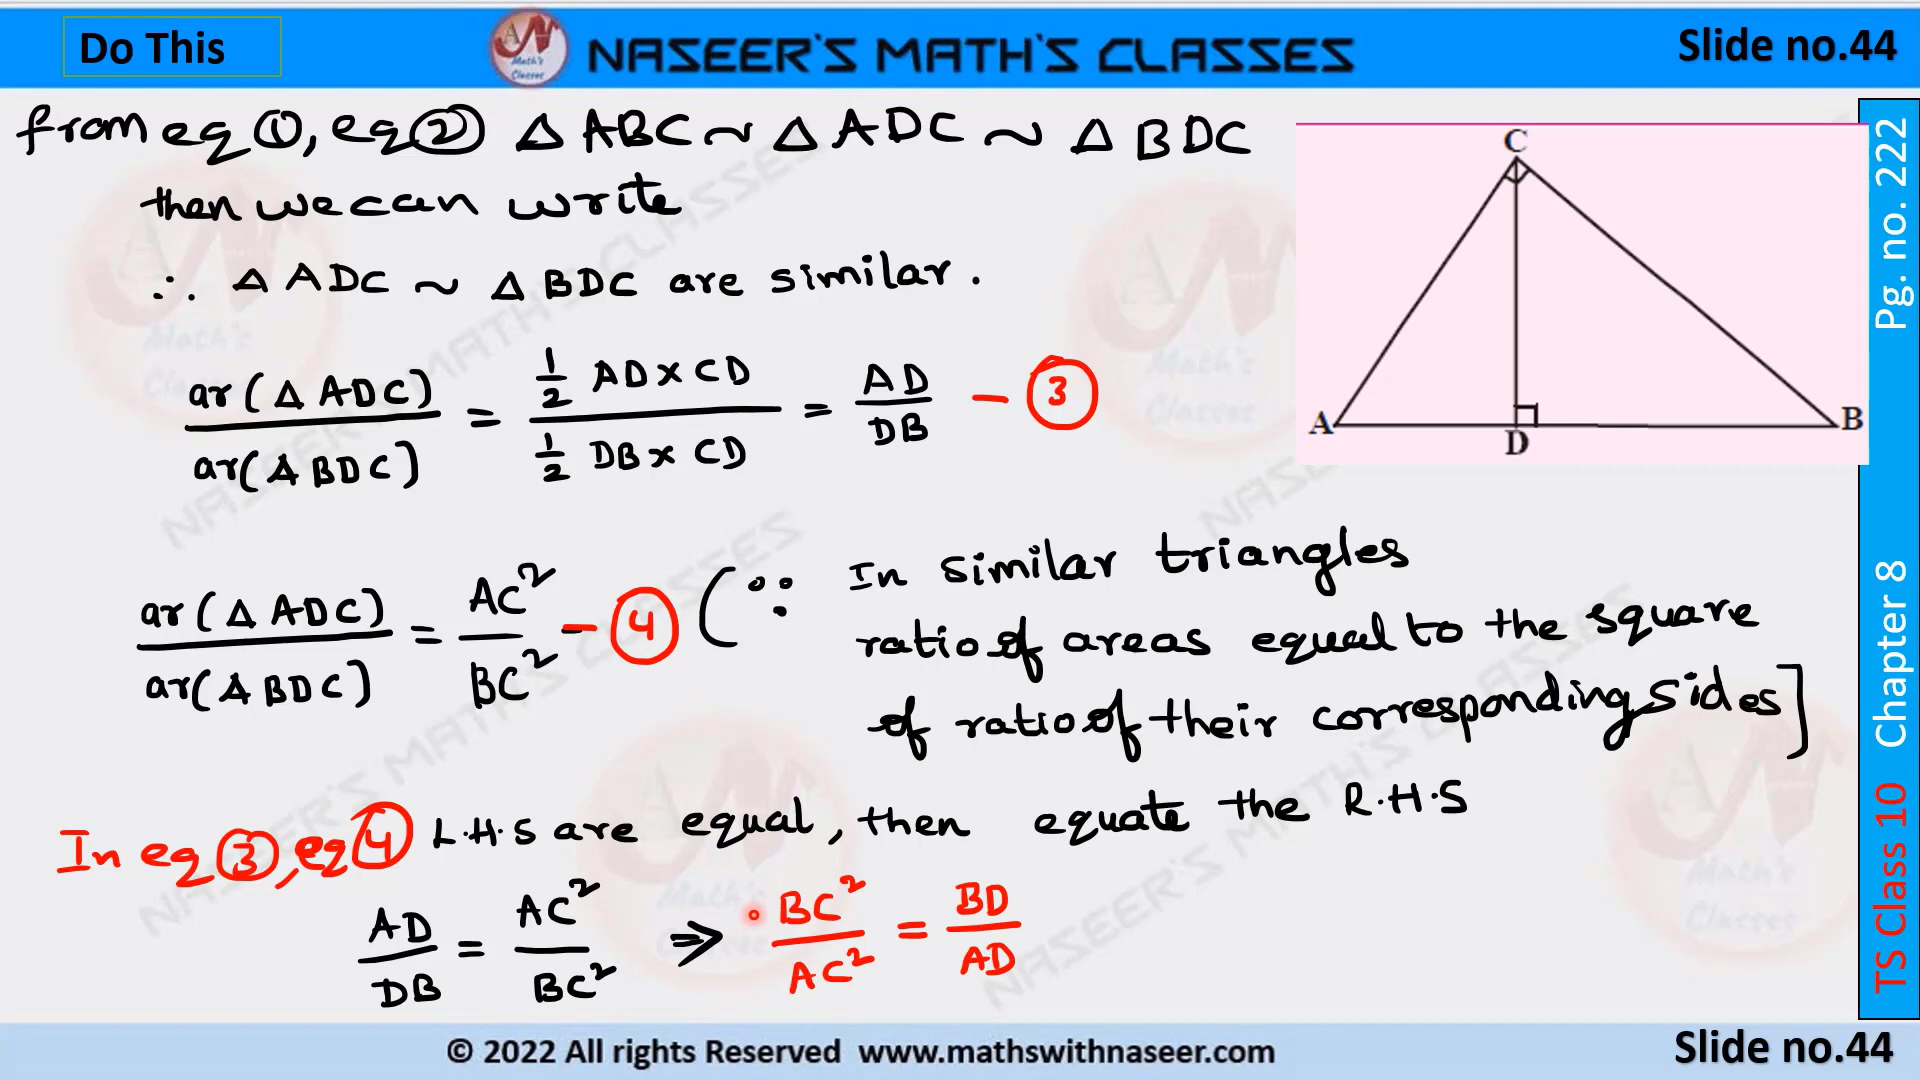 Do This
NASEER'S MATH'S CLASSES
Slide no.44
from eq ①, eq ② △ ABC ~ △ ADC ~ △ BDC
then we can write
∴ △ ADC ~ △ BDC are similar.
ar(△ ADC) / ar(△ BDC) = 1/2 AD × CD / 1/2 DB × CD = AD / DB — ③
ar(△ ADC) / ar(△ BDC) = AC² / BC² — ④ ( ∵ In similar triangles
ratio of areas equal to the square
of ratio of their corresponding sides]
In eq ③, eq ④ L.H.S are equal, then equate the R.H.S
AD / DB = AC² / BC² ⇒ BC² / AC² = BD / AD
C
A
D
B
Pg. no. 222
TS Class 10 Chapter 8
© 2022 All rights Reserved www.mathswithnaseer.com
Slide no.44